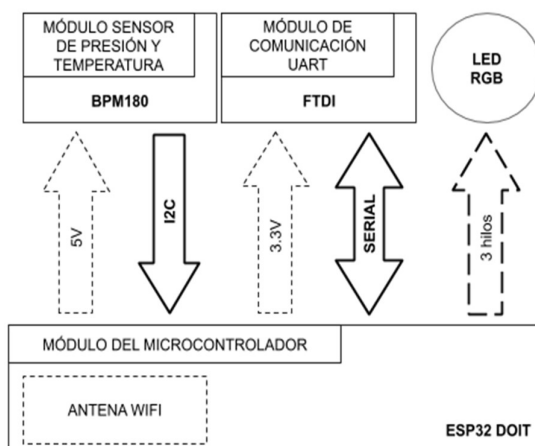 MÓDULO SENSOR
DE PRESIÓN Y
TEMPERATURA
BPM180
MÓDULO DE
COMUNICACIÓN
UART
FTDI
LED
RGB
5V
I2C
3.3V
SERIAL
3 hilos
MÓDULO DEL MICROCONTROLADOR
ANTENA WIFI
ESP32 DOIT